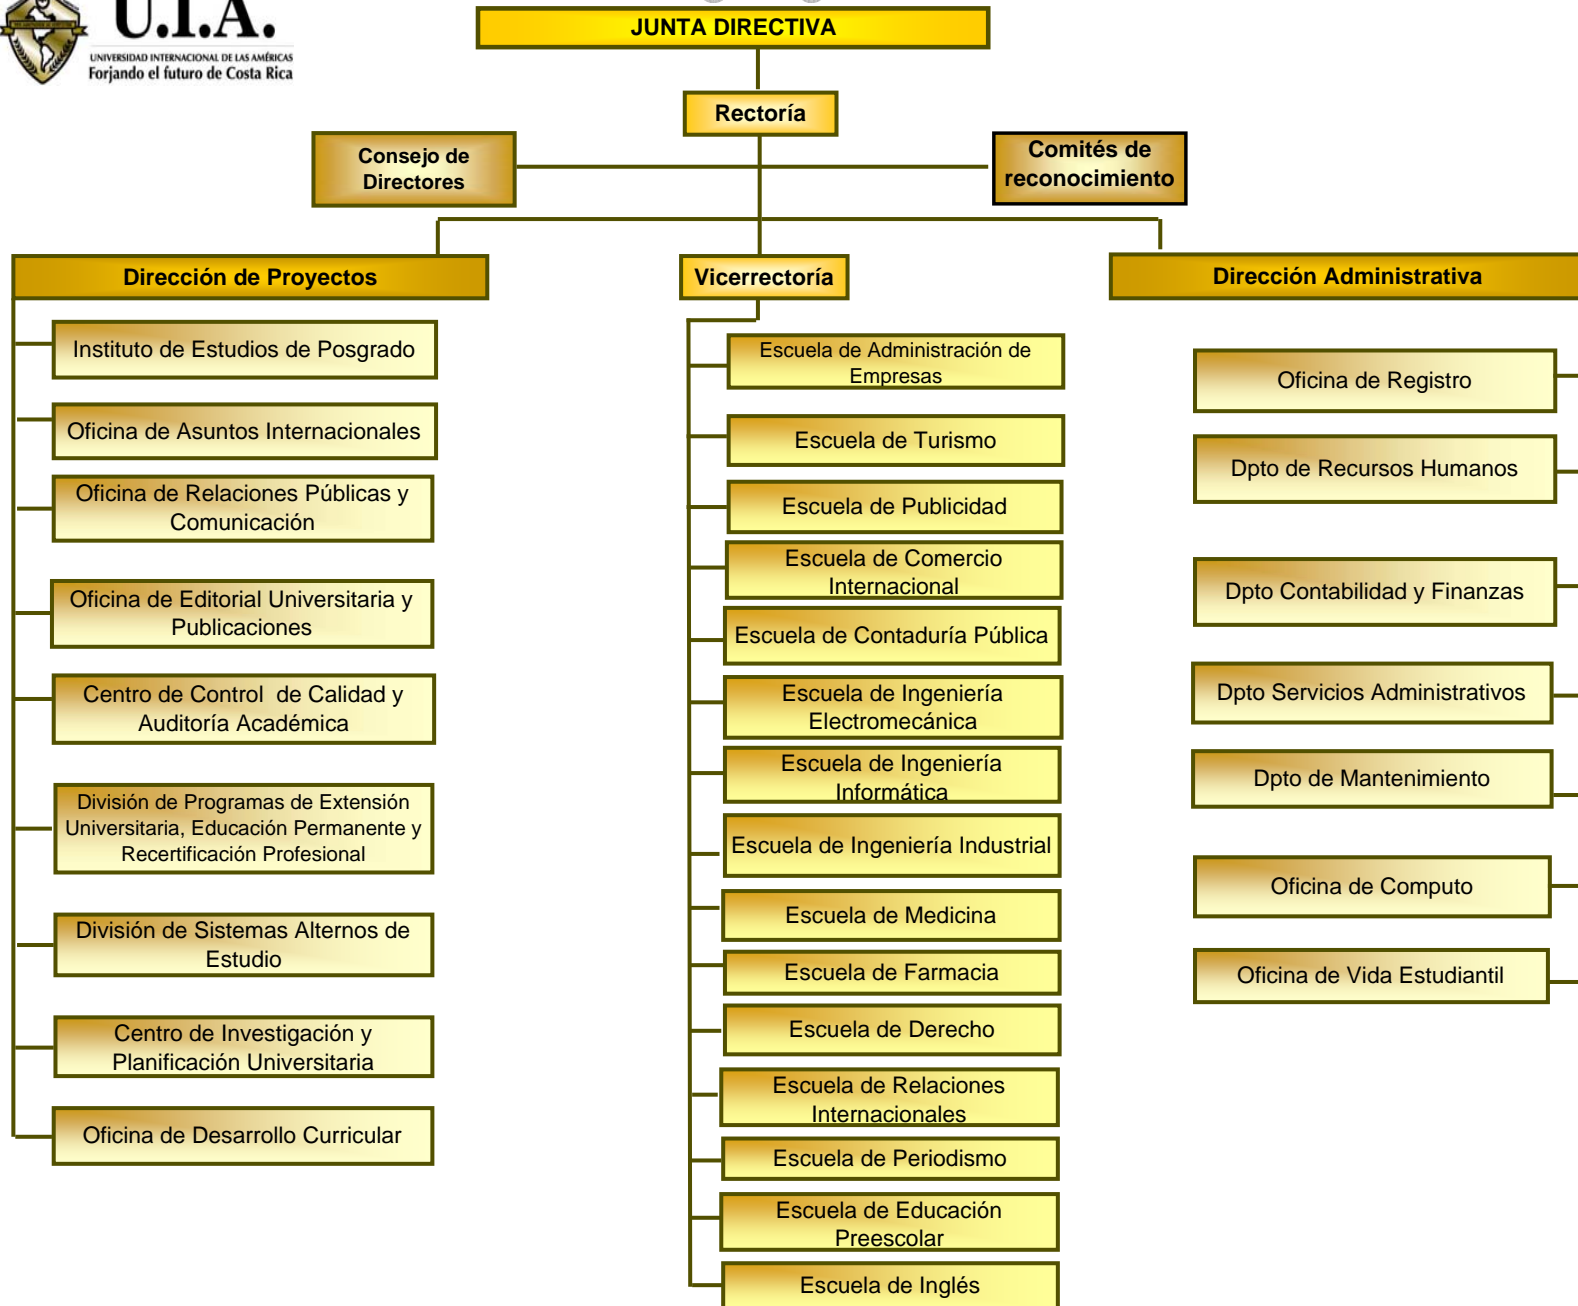 U.I.A.
UNIVERSIDAD INTERNACIONAL DE LAS AMÉRICAS
Forjando el futuro de Costa Rica
JUNTA DIRECTIVA
Rectoría
Consejo de
Directores
Comités de
reconocimiento
Dirección de Proyectos
Instituto de Estudios de Posgrado
Oficina de Asuntos Internacionales
Oficina de Relaciones Públicas y
Comunicación
Oficina de Editorial Universitaria y
Publicaciones
Centro de Control  de Calidad y
Auditoría Académica
División de Programas de Extensión
Universitaria, Educación Permanente y
Recertificación Profesional
División de Sistemas Alternos de
Estudio
Centro de Investigación y
Planificación Universitaria
Oficina de Desarrollo Curricular
Vicerrectoría
Escuela de Administración de
Empresas
Escuela de Turismo
Escuela de Publicidad
Escuela de Comercio
Internacional
Escuela de Contaduría Pública
Escuela de Ingeniería
Electromecánica
Escuela de Ingeniería
Informática
Escuela de Ingeniería Industrial
Escuela de Medicina
Escuela de Farmacia
Escuela de Derecho
Escuela de Relaciones
Internacionales
Escuela de Periodismo
Escuela de Educación
Preescolar
Escuela de Inglés
Dirección Administrativa
Oficina de Registro
Dpto de Recursos Humanos
Dpto Contabilidad y Finanzas
Dpto Servicios Administrativos
Dpto de Mantenimiento
Oficina de Computo
Oficina de Vida Estudiantil